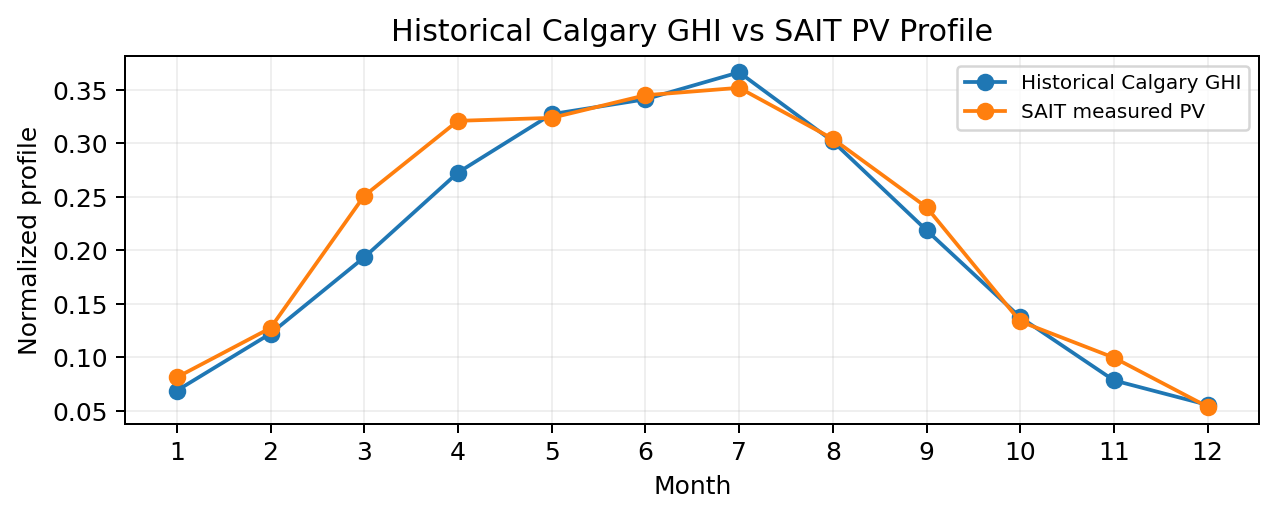 Historical Calgary GHI vs SAIT PV Profile
Historical Calgary GHI
SAIT measured PV
Normalized profile
0.35
0.30
0.25
0.20
0.15
0.10
0.05
1 2 3 4 5 6 7 8 9 10 11 12
Month